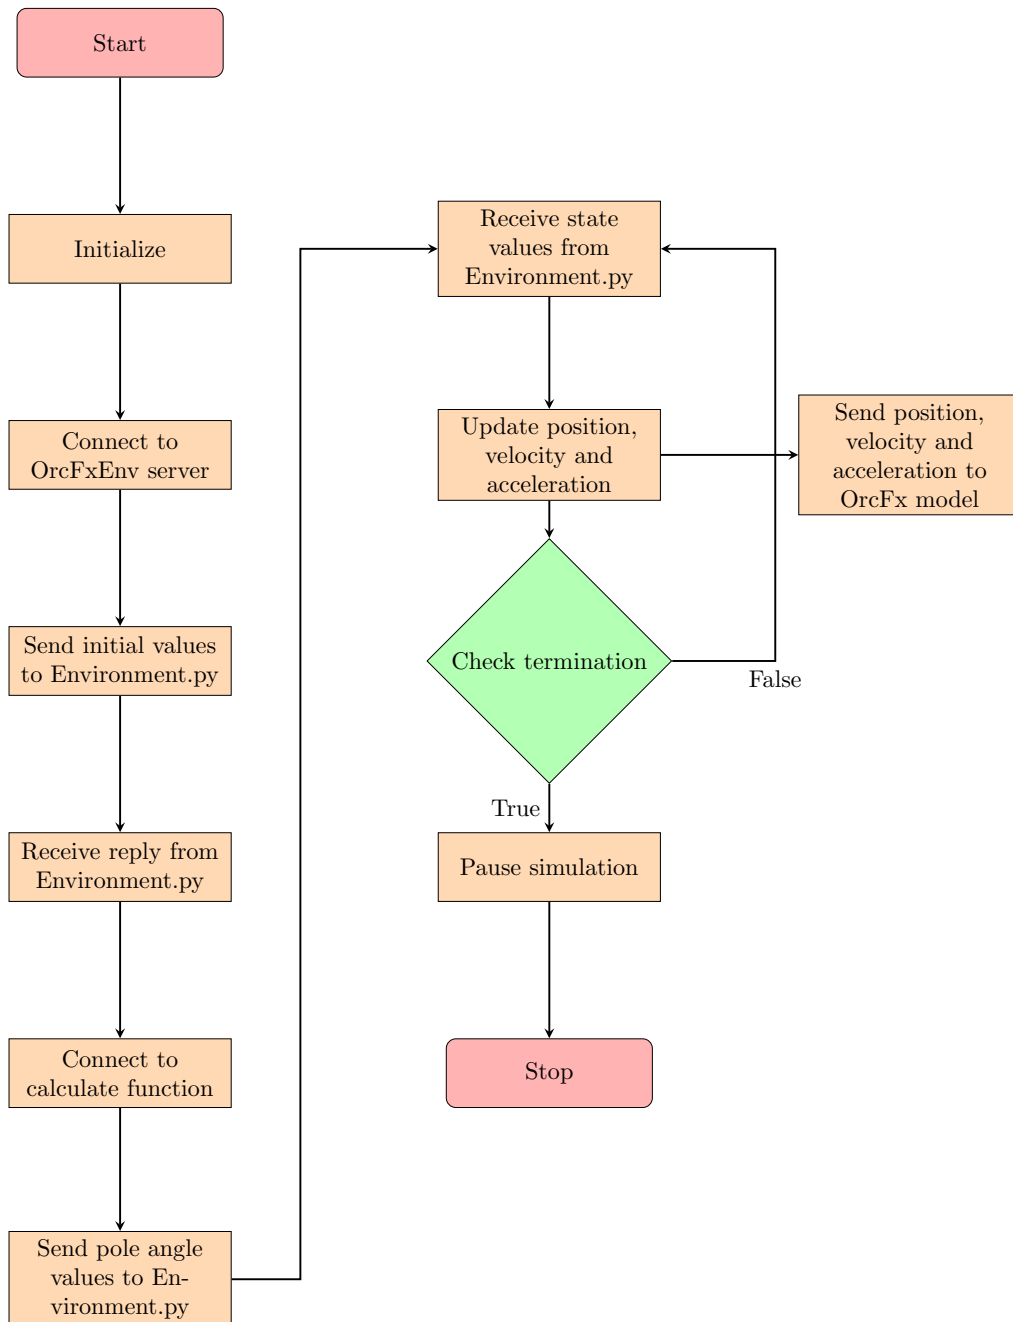 Start
Initialize
Connect to
OrcFxEnv server
Send initial values
to Environment.py
Receive reply from
Environment.py
Connect to
calculate function
Send pole angle
values to En-
vironment.py
Receive state
values from
Environment.py
Update position,
velocity and
acceleration
Send position,
velocity and
acceleration to
OrcFx model
Check termination
False
True
Pause simulation
Stop